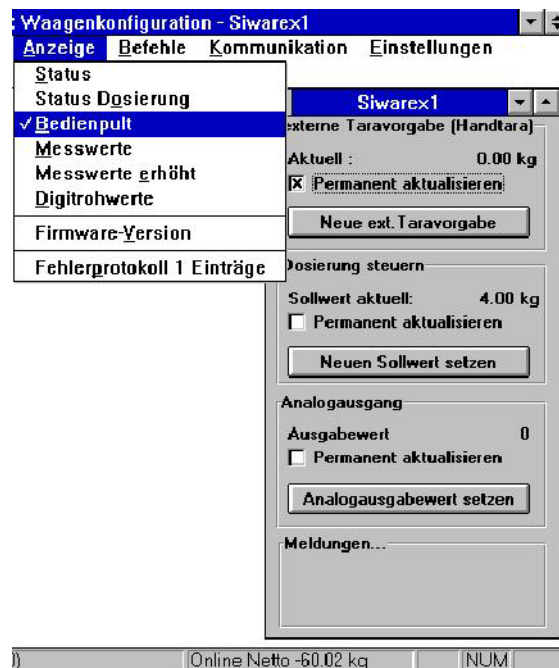 Waagenkonfiguration - Siwarex1
Anzeige Befehle Kommunikation Einstellungen
Status
Status Dosierung
✓ Bedienpult
Messwerte
Messwerte erhöht
Digitrohwerte
Firmware-Version
Fehlerprotokoll 1 Einträge
Siwarex1
externe Taravorgabe (Handtara)
Aktuell : 0.00 kg
Permanent aktualisieren
Neue ext. Taravorgabe
Dosierung steuern
Sollwert aktuell: 4.00 kg
Permanent aktualisieren
Neuen Sollwert setzen
Analogausgang
Ausgabewert 0
Permanent aktualisieren
Analogausgabewert setzen
Meldungen...
Online Netto -60.02 kg NUM